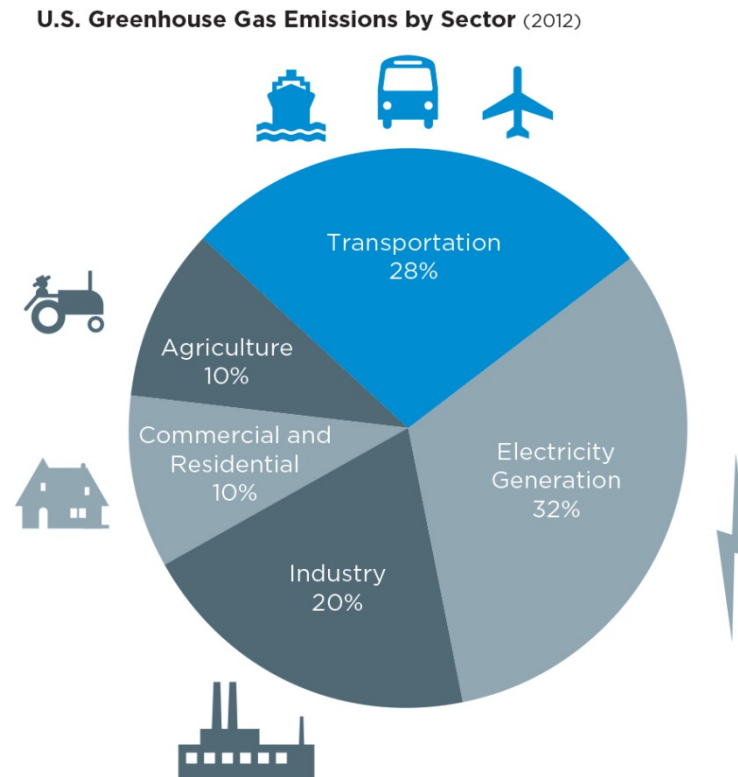 U.S. Greenhouse Gas Emissions by Sector (2012)
Transportation
28%
Agriculture
10%
Commercial and
Residential
10%
Electricity
Generation
32%
Industry
20%